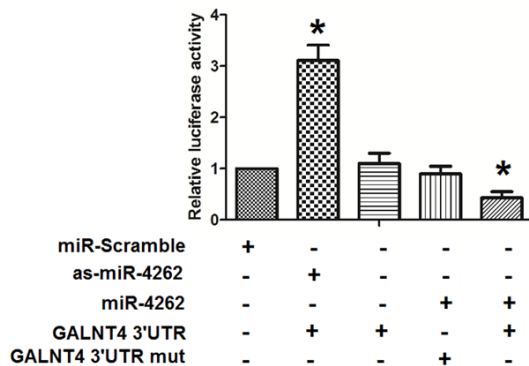 4
3
2
1
0
Relative luciferase activity
*
*
miR-Scramble + - - - -
as-miR-4262 - + - - -
miR-4262 - - - + +
GALNT4 3'UTR - + + - +
GALNT4 3'UTR mut - - - + -